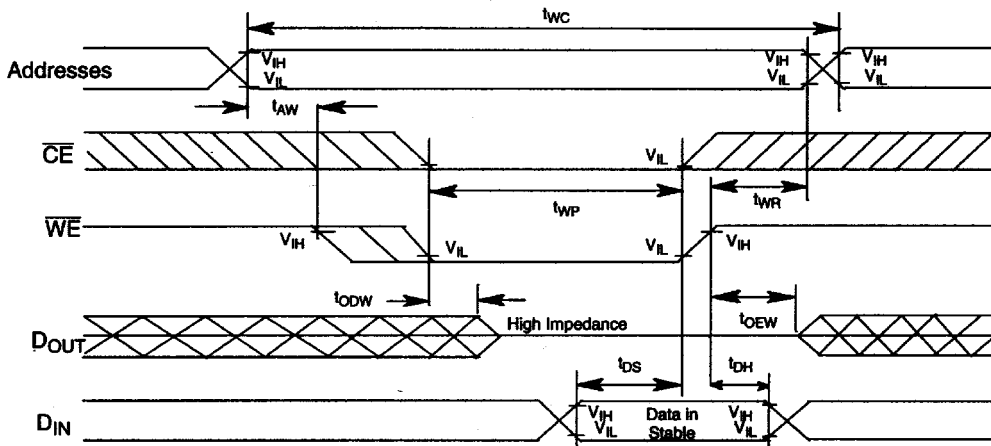 tWC
Addresses VIH VIH VIH
VIL VIL VIL
tAW
CE VIL
tWP tWR
WE VIH VIL VIL VIH
tODW tOEW
DOUT High Impedance
tDS tDH
DIN VIH Data in VIH
VIL Stable VIL